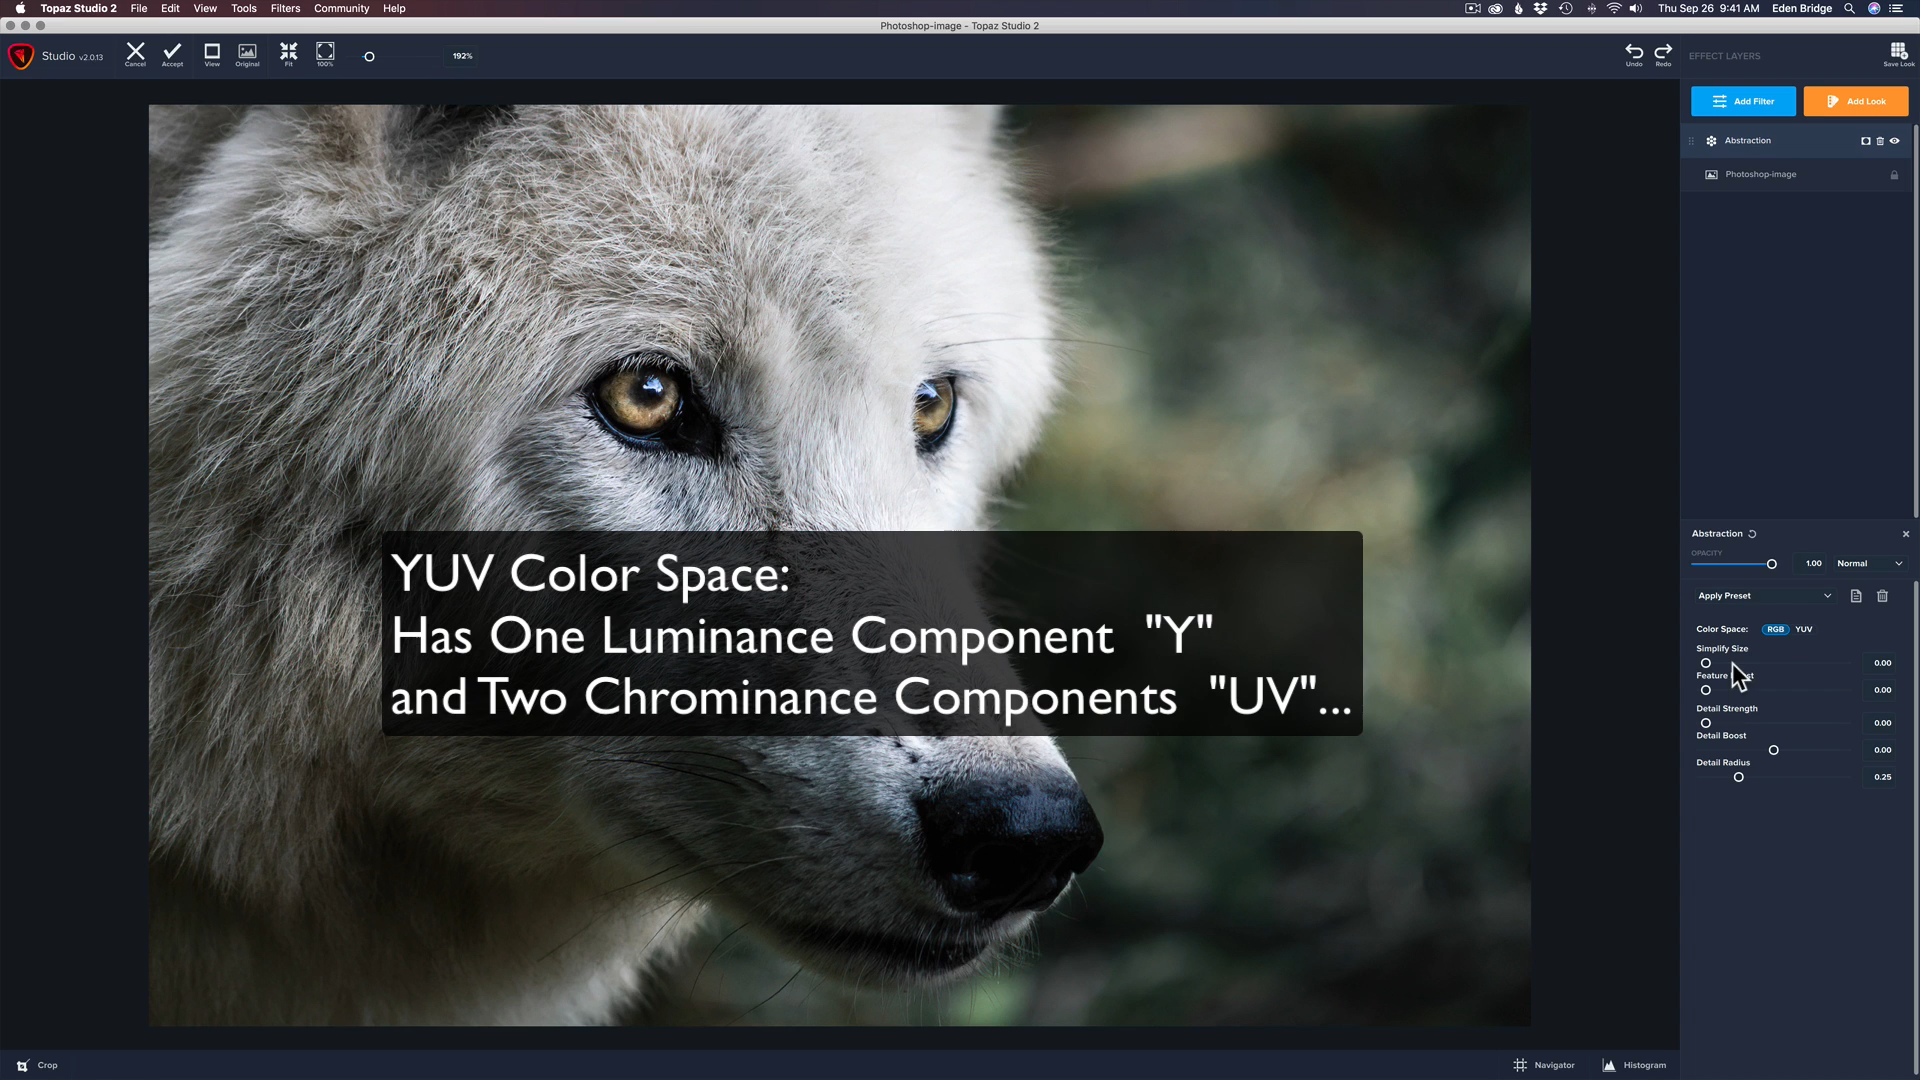 Topaz Studio 2 File Edit View Tools Filters Community Help
Thu Sep 26 9:41 AM Eden Bridge
Photoshop-image - Topaz Studio 2
Studio v2.0.13
Cancel Accept View Original Fit 100% 192%
Undo Redo
EFFECT LAYERS
Save Look
Add Filter Add Look
Abstraction
Photoshop-image
YUV Color Space:
Has One Luminance Component "Y"
and Two Chrominance Components "UV"...
Abstraction
OPACITY
1.00 Normal
Apply Preset
Color Space: RGB YUV
Simplify Size
0.00
Feature
0.00
Detail Strength
0.00
Detail Boost
0.00
Detail Radius
0.25
Crop
Navigator Histogram